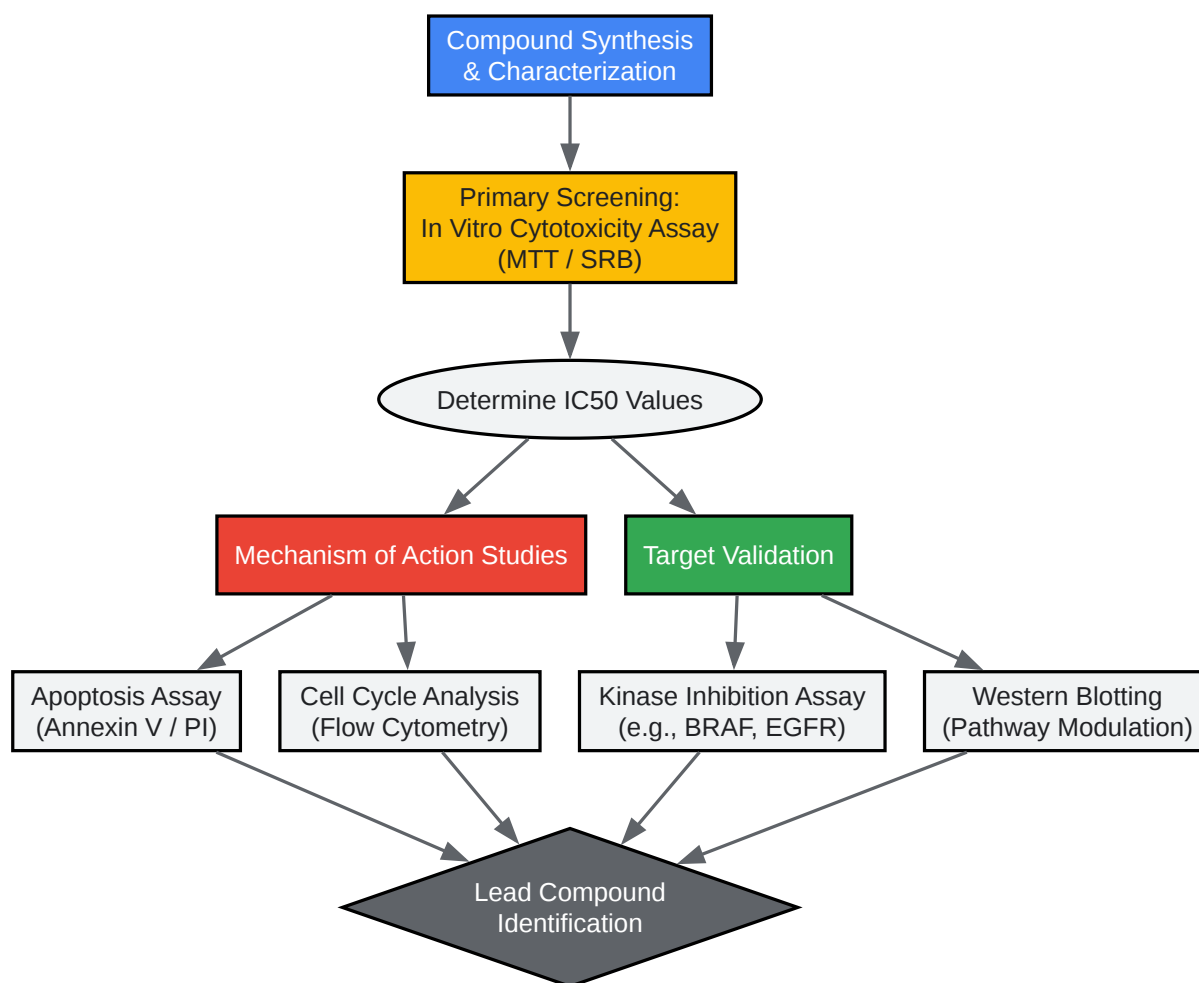 Compound Synthesis
& Characterization
Primary Screening:
In Vitro Cytotoxicity Assay
(MTT / SRB)
Determine IC50 Values
Mechanism of Action Studies
Target Validation
Apoptosis Assay
(Annexin V / PI)
Cell Cycle Analysis
(Flow Cytometry)
Kinase Inhibition Assay
(e.g., BRAF, EGFR)
Western Blotting
(Pathway Modulation)
Lead Compound
Identification